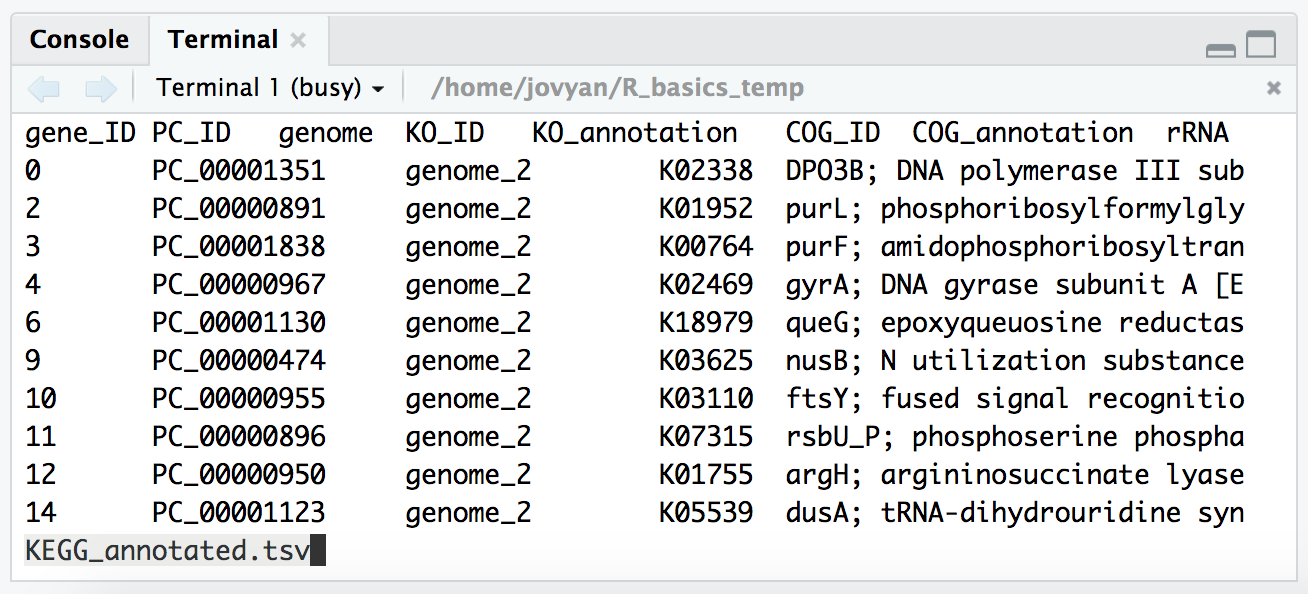 Console Terminal ×
Terminal 1 (busy) /home/jovyan/R_basics_temp ×
gene_ID PC_ID genome KO_ID KO_annotation COG_ID COG_annotation rRNA
0 PC_00001351 genome_2 K02338 DPO3B; DNA polymerase III sub
2 PC_00000891 genome_2 K01952 purL; phosphoribosylformylgly
3 PC_00001838 genome_2 K00764 purF; amidophosphoribosyltran
4 PC_00000967 genome_2 K02469 gyrA; DNA gyrase subunit A [E
6 PC_00001130 genome_2 K18979 queG; epoxyqueuosine reductas
9 PC_00000474 genome_2 K03625 nusB; N utilization substance
10 PC_00000955 genome_2 K03110 ftsY; fused signal recognitio
11 PC_00000896 genome_2 K07315 rsbU_P; phosphoserine phospha
12 PC_00000950 genome_2 K01755 argH; argininosuccinate lyase
14 PC_00001123 genome_2 K05539 dusA; tRNA-dihydrouridine syn
KEGG_annotated.tsv